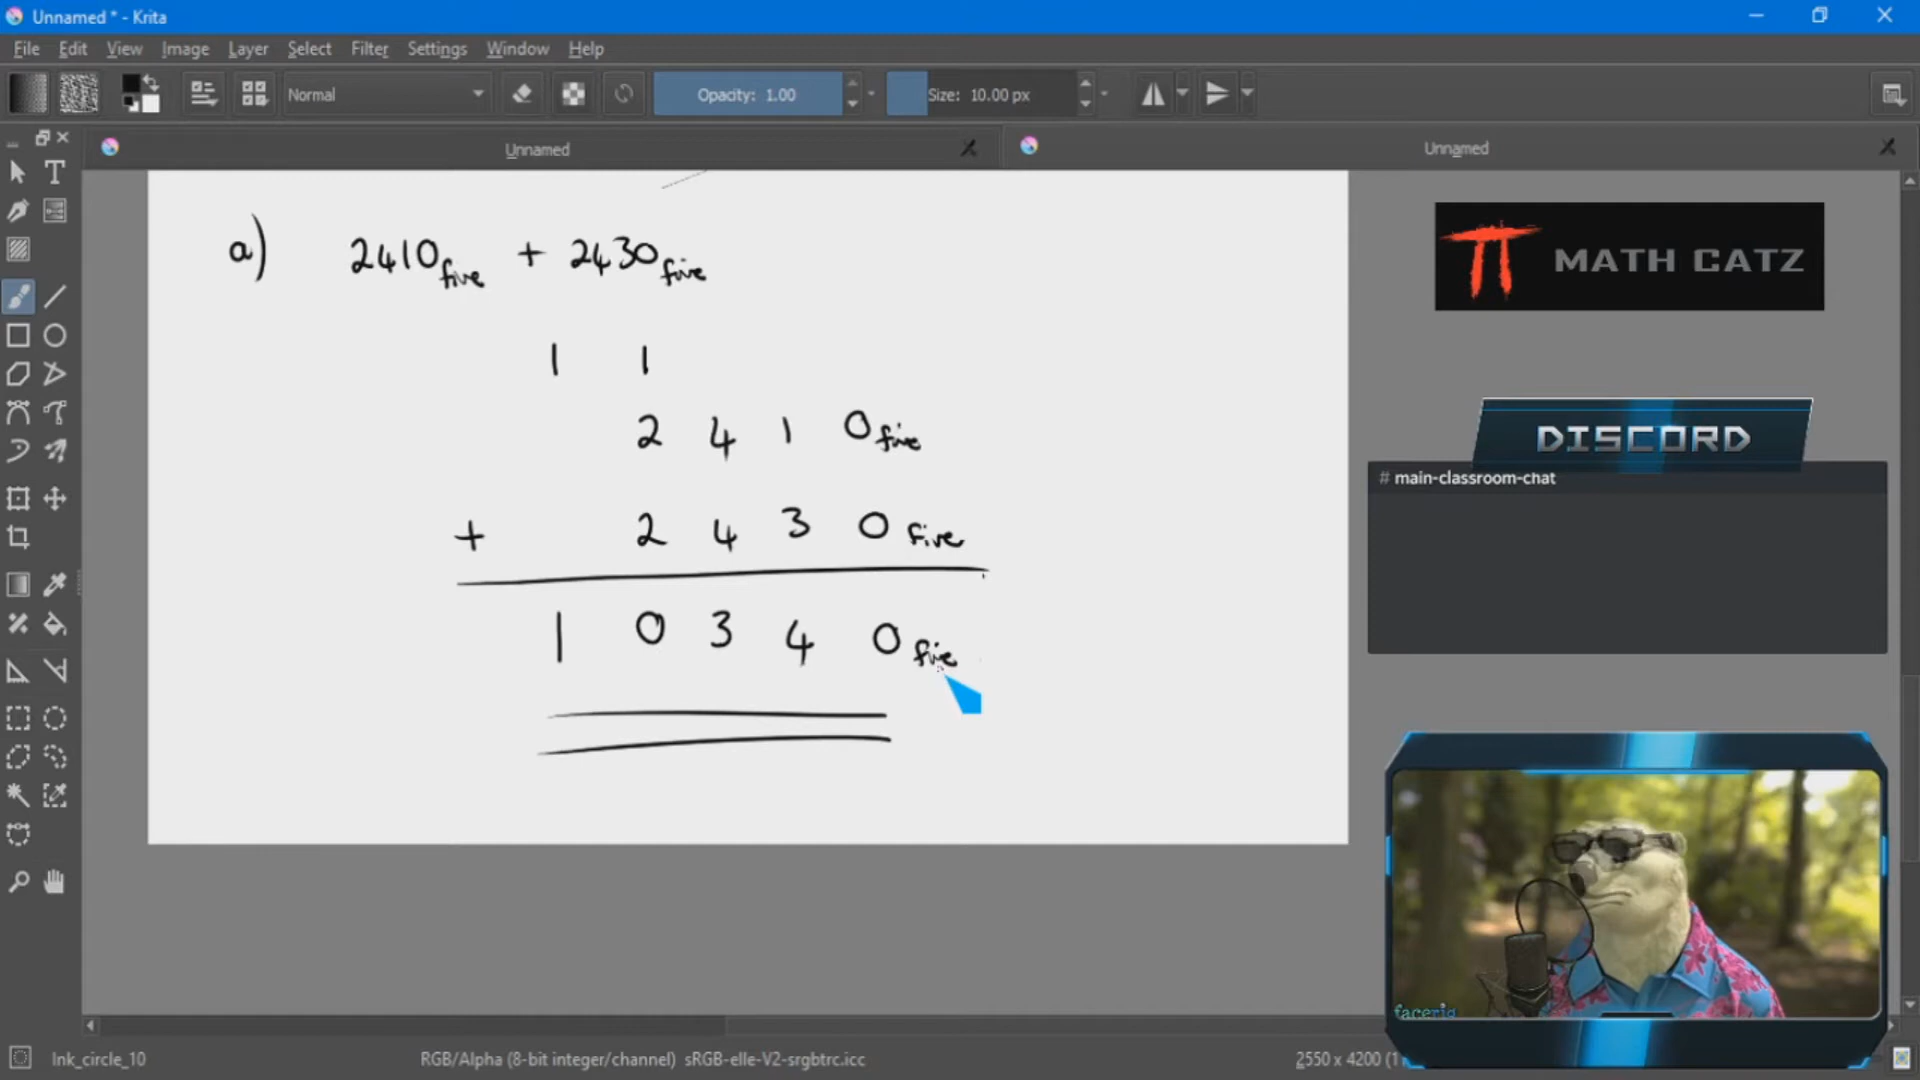 Unnamed * - Krita
File Edit View Image Layer Select Filter Settings Window Help
Normal Opacity: 1.00 Size: 10.00 px
Unnamed Unnamed
a) 2410five + 2430five
1 1
2 4 1 0five
+ 2 4 3 0five
1 0 3 4 0five
MATH CATZ
DISCORD
# main-classroom-chat
facerig
Ink_circle_10 RGB/Alpha (8-bit integer/channel) sRGB-elle-V2-srgbtrc.icc 2550 x 4200 (1